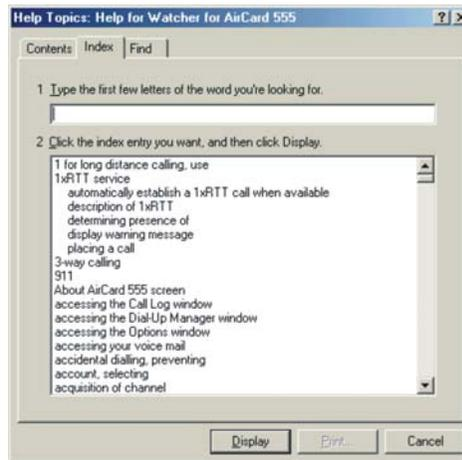 Help Topics: Help for Watcher for AirCard 555
Contents Index Find
1 Type the first few letters of the word you're looking for.
2 Click the index entry you want, and then click Display.
1 for long distance calling, use
1xRTT service
automatically establish a 1xRTT call when available
description of 1xRTT
determining presence of
display warning message
placing a call
3-way calling
911
About AirCard 555 screen
accessing the Call Log window
accessing the Dial-Up Manager window
accessing the Options window
accessing your voice mail
accidental dialling, preventing
account, selecting
acquisition of channel
Display Print... Cancel